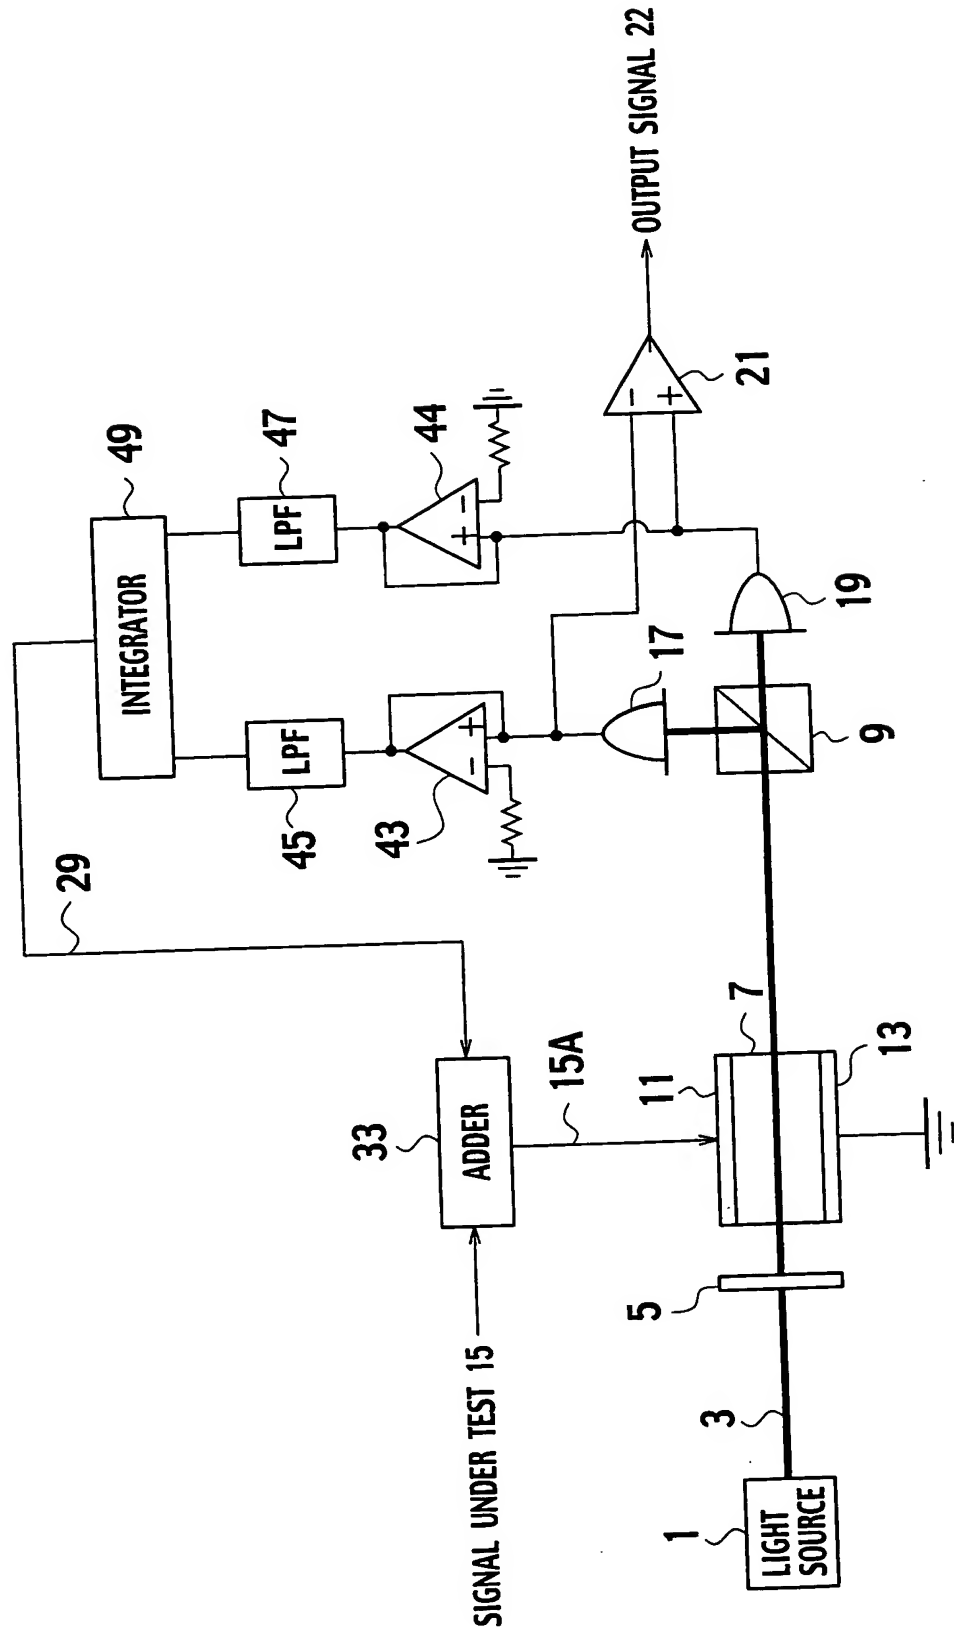 29
INTEGRATOR
49
45
LPF
LPF
47
43
-
+
+
-
44
33
ADDER
SIGNAL UNDER TEST 15
15A
17
-
+
21
OUTPUT SIGNAL 22
1
LIGHT
SOURCE
3
5
11
7
13
9
19